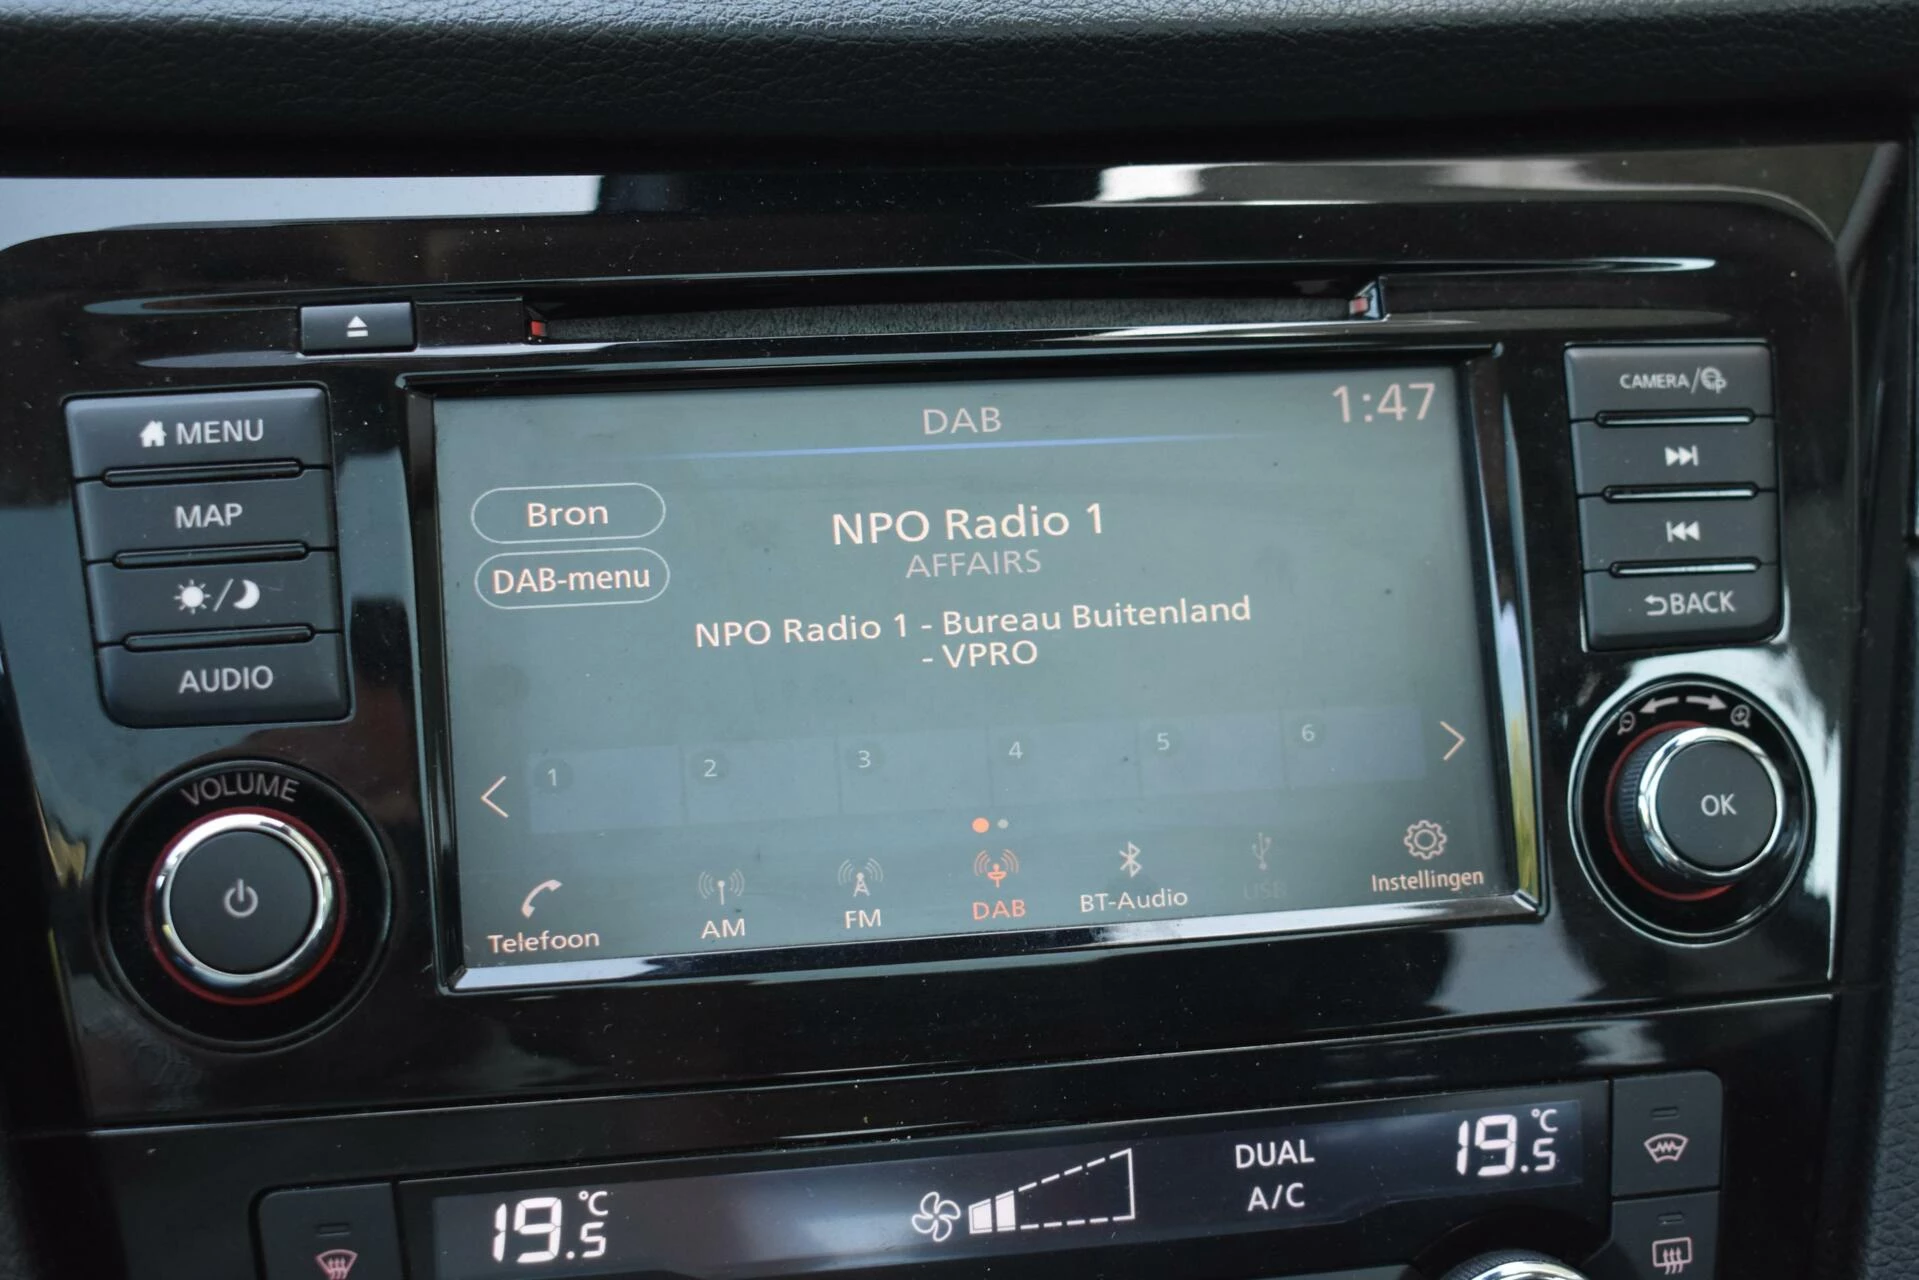 MENU
MAP
AUDIO
VOLUME
DAB
1:47
Bron
DAB-menu
NPO Radio 1
AFFAIRS
NPO Radio 1 - Bureau Buitenland
- VPRO
1 2 3 4 5 6
Telefoon
AM
FM
DAB
BT-Audio
USB
Instellingen
CAMERA/
BACK
OK
19.5 °C
DUAL
A/C
19.5 °C